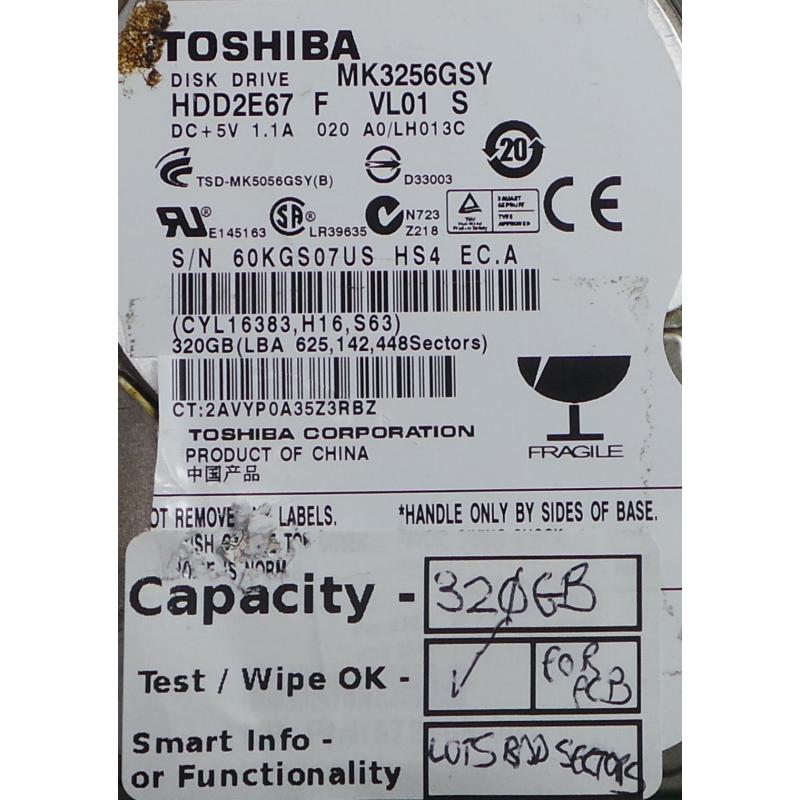 TOSHIBA
DISK DRIVE MK3256GSY
HDD2E67 F VL01 S
DC+5V 1.1A 020 A0/LH013C
20
TSD-MK5056GSY(B) D33003
E145163 LR39635 N723
Z218
CE
S/N 60KGS07US HS4 EC.A
(CYL16383,H16,S63)
320GB(LBA 625,142,448Sectors)
CT:2AVYP0A35Z3RBZ
TOSHIBA CORPORATION
PRODUCT OF CHINA
中国产品
FRAGILE
OT REMOVE LABELS. *HANDLE ONLY BY SIDES OF BASE.
Capacity - 320GB
Test / Wipe OK - ✓ FOR PCB
Smart Info -
or Functionality LOTS BAD SECTORS